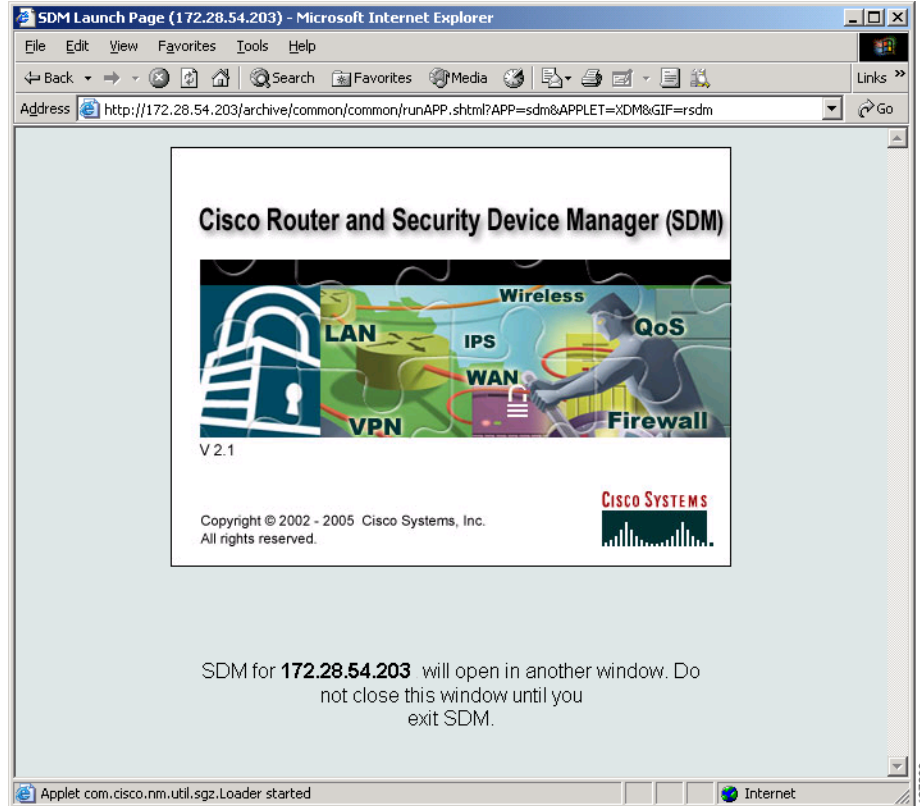 SDM Launch Page (172.28.54.203) - Microsoft Internet Explorer
File Edit View Favorites Tools Help
Back Search Favorites Media Links »
Address http://172.28.54.203/archive/common/common/runAPP.shtml?APP=sdm&APPLET=XDM&GIF=rsdm Go
Cisco Router and Security Device Manager (SDM)
Wireless
LAN IPS QoS
WAN
VPN Firewall
V 2.1
CISCO SYSTEMS
Copyright © 2002 - 2005 Cisco Systems, Inc.
All rights reserved.
SDM for 172.28.54.203 will open in another window. Do
not close this window until you
exit SDM.
Applet com.cisco.nm.util.sgz.Loader started Internet